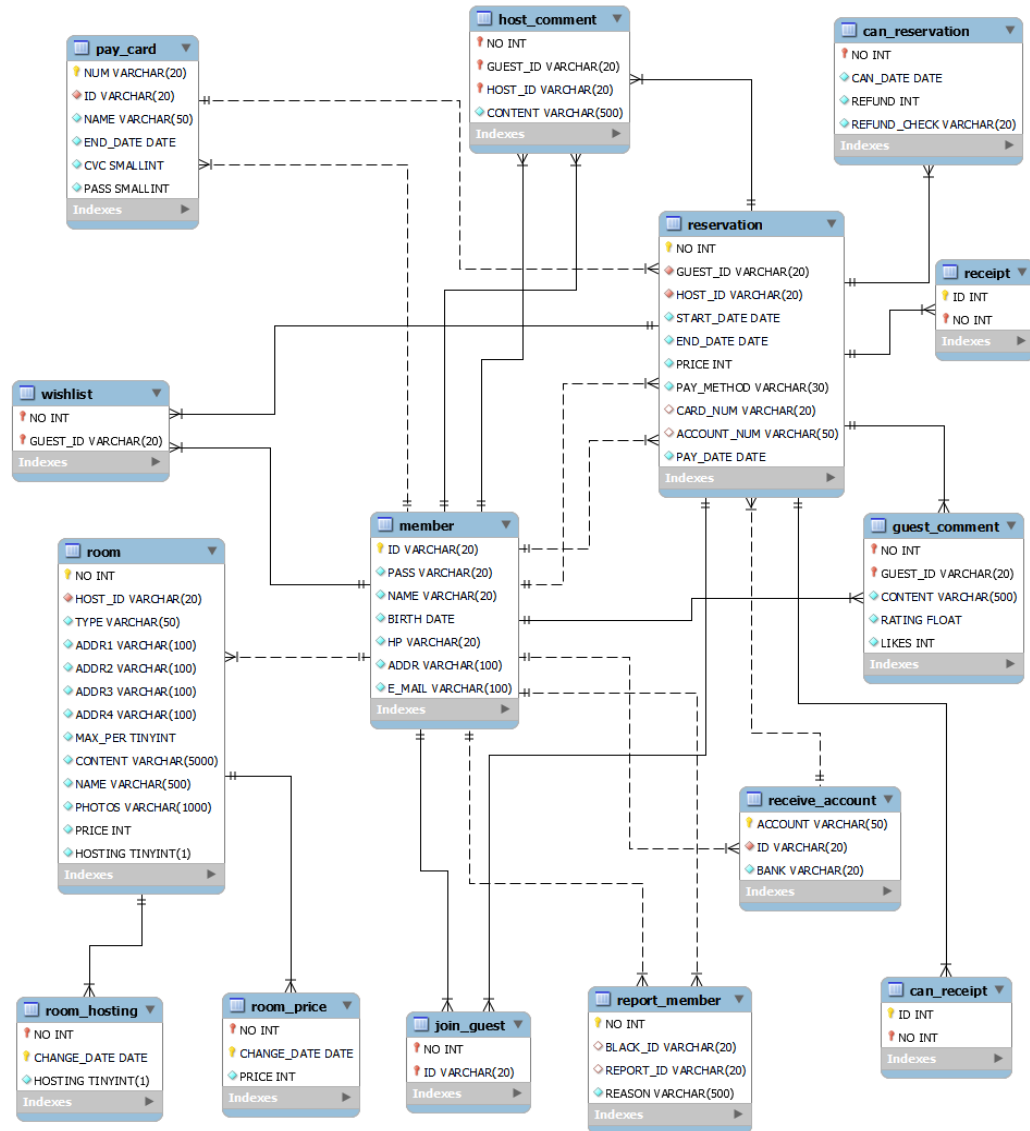 pay_card
NUM VARCHAR(20)
ID VARCHAR(20)
NAME VARCHAR(50)
END_DATE DATE
CVC SMALLINT
PASS SMALLINT
Indexes
host_comment
NO INT
GUEST_ID VARCHAR(20)
HOST_ID VARCHAR(20)
CONTENT VARCHAR(500)
Indexes
can_reservation
NO INT
CAN_DATE DATE
REFUND INT
REFUND_CHECK VARCHAR(20)
Indexes
reservation
NO INT
GUEST_ID VARCHAR(20)
HOST_ID VARCHAR(20)
START_DATE DATE
END_DATE DATE
PRICE INT
PAY_METHOD VARCHAR(30)
CARD_NUM VARCHAR(20)
ACCOUNT_NUM VARCHAR(50)
PAY_DATE DATE
Indexes
receipt
ID INT
NO INT
Indexes
wishlist
NO INT
GUEST_ID VARCHAR(20)
Indexes
member
ID VARCHAR(20)
PASS VARCHAR(20)
NAME VARCHAR(20)
BIRTH DATE
HP VARCHAR(20)
ADDR VARCHAR(100)
E_MAIL VARCHAR(100)
Indexes
guest_comment
NO INT
GUEST_ID VARCHAR(20)
CONTENT VARCHAR(500)
RATING FLOAT
LIKES INT
Indexes
room
NO INT
HOST_ID VARCHAR(20)
TYPE VARCHAR(50)
ADDR1 VARCHAR(100)
ADDR2 VARCHAR(100)
ADDR3 VARCHAR(100)
ADDR4 VARCHAR(100)
MAX_PER TINYINT
CONTENT VARCHAR(5000)
NAME VARCHAR(500)
PHOTOS VARCHAR(1000)
PRICE INT
HOSTING TINYINT(1)
Indexes
receive_account
ACCOUNT VARCHAR(50)
ID VARCHAR(20)
BANK VARCHAR(20)
Indexes
room_hosting
NO INT
CHANGE_DATE DATE
HOSTING TINYINT(1)
Indexes
room_price
NO INT
CHANGE_DATE DATE
PRICE INT
Indexes
join_guest
NO INT
ID VARCHAR(20)
Indexes
report_member
NO INT
BLACK_ID VARCHAR(20)
REPORT_ID VARCHAR(20)
REASON VARCHAR(500)
Indexes
can_receipt
ID INT
NO INT
Indexes